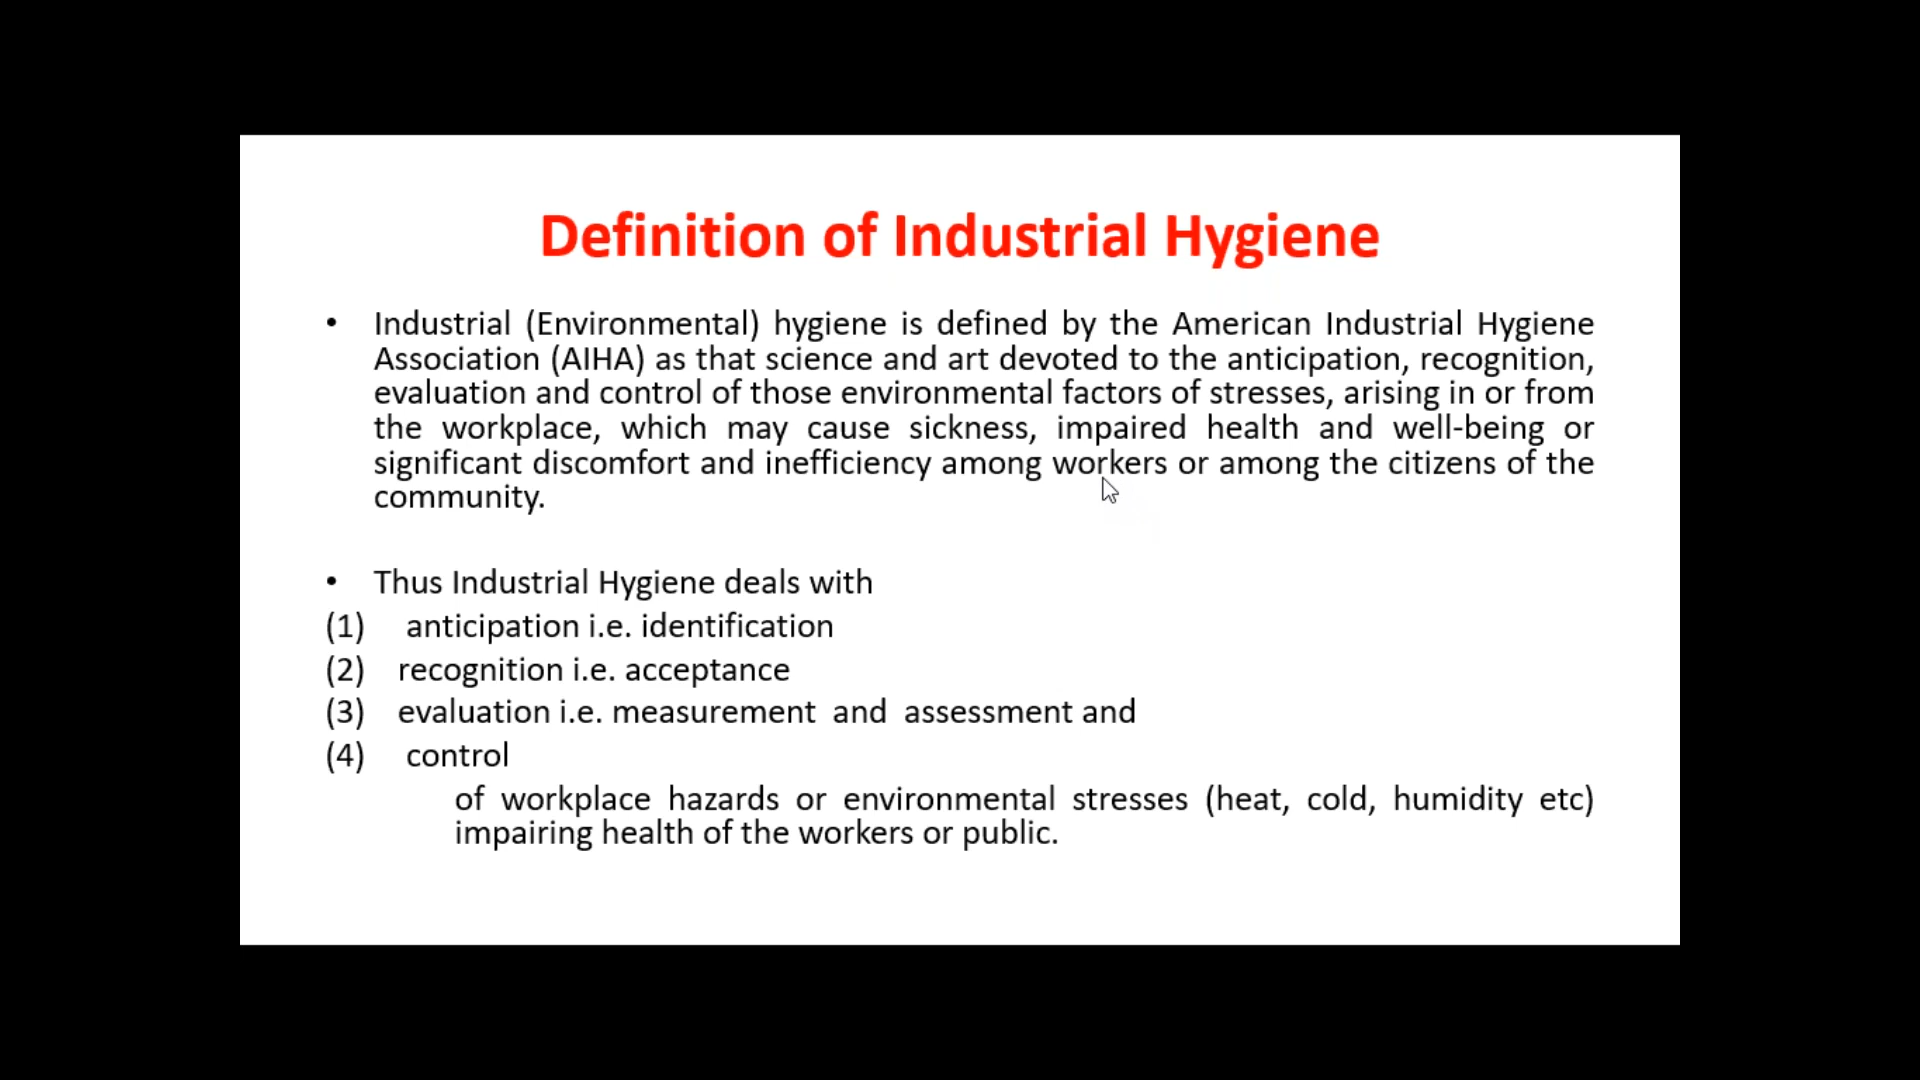 Definition of Industrial Hygiene
• Industrial (Environmental) hygiene is defined by the American Industrial Hygiene
Association (AIHA) as that science and art devoted to the anticipation, recognition,
evaluation and control of those environmental factors of stresses, arising in or from
the workplace, which may cause sickness, impaired health and well-being or
significant discomfort and inefficiency among workers or among the citizens of the
community.
• Thus Industrial Hygiene deals with
(1) anticipation i.e. identification
(2) recognition i.e. acceptance
(3) evaluation i.e. measurement and assessment and
(4) control
of workplace hazards or environmental stresses (heat, cold, humidity etc)
impairing health of the workers or public.